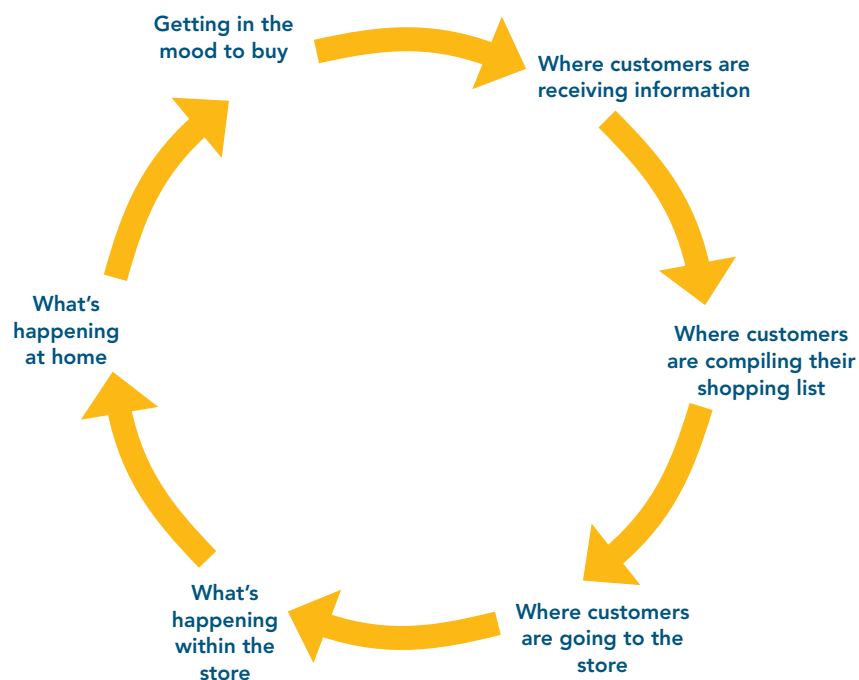 Getting in the
mood to buy
Where customers are
receiving information
Where customers
are compiling their
shopping list
Where customers
are going to the
store
What’s
happening
within the
store
What’s
happening
at home